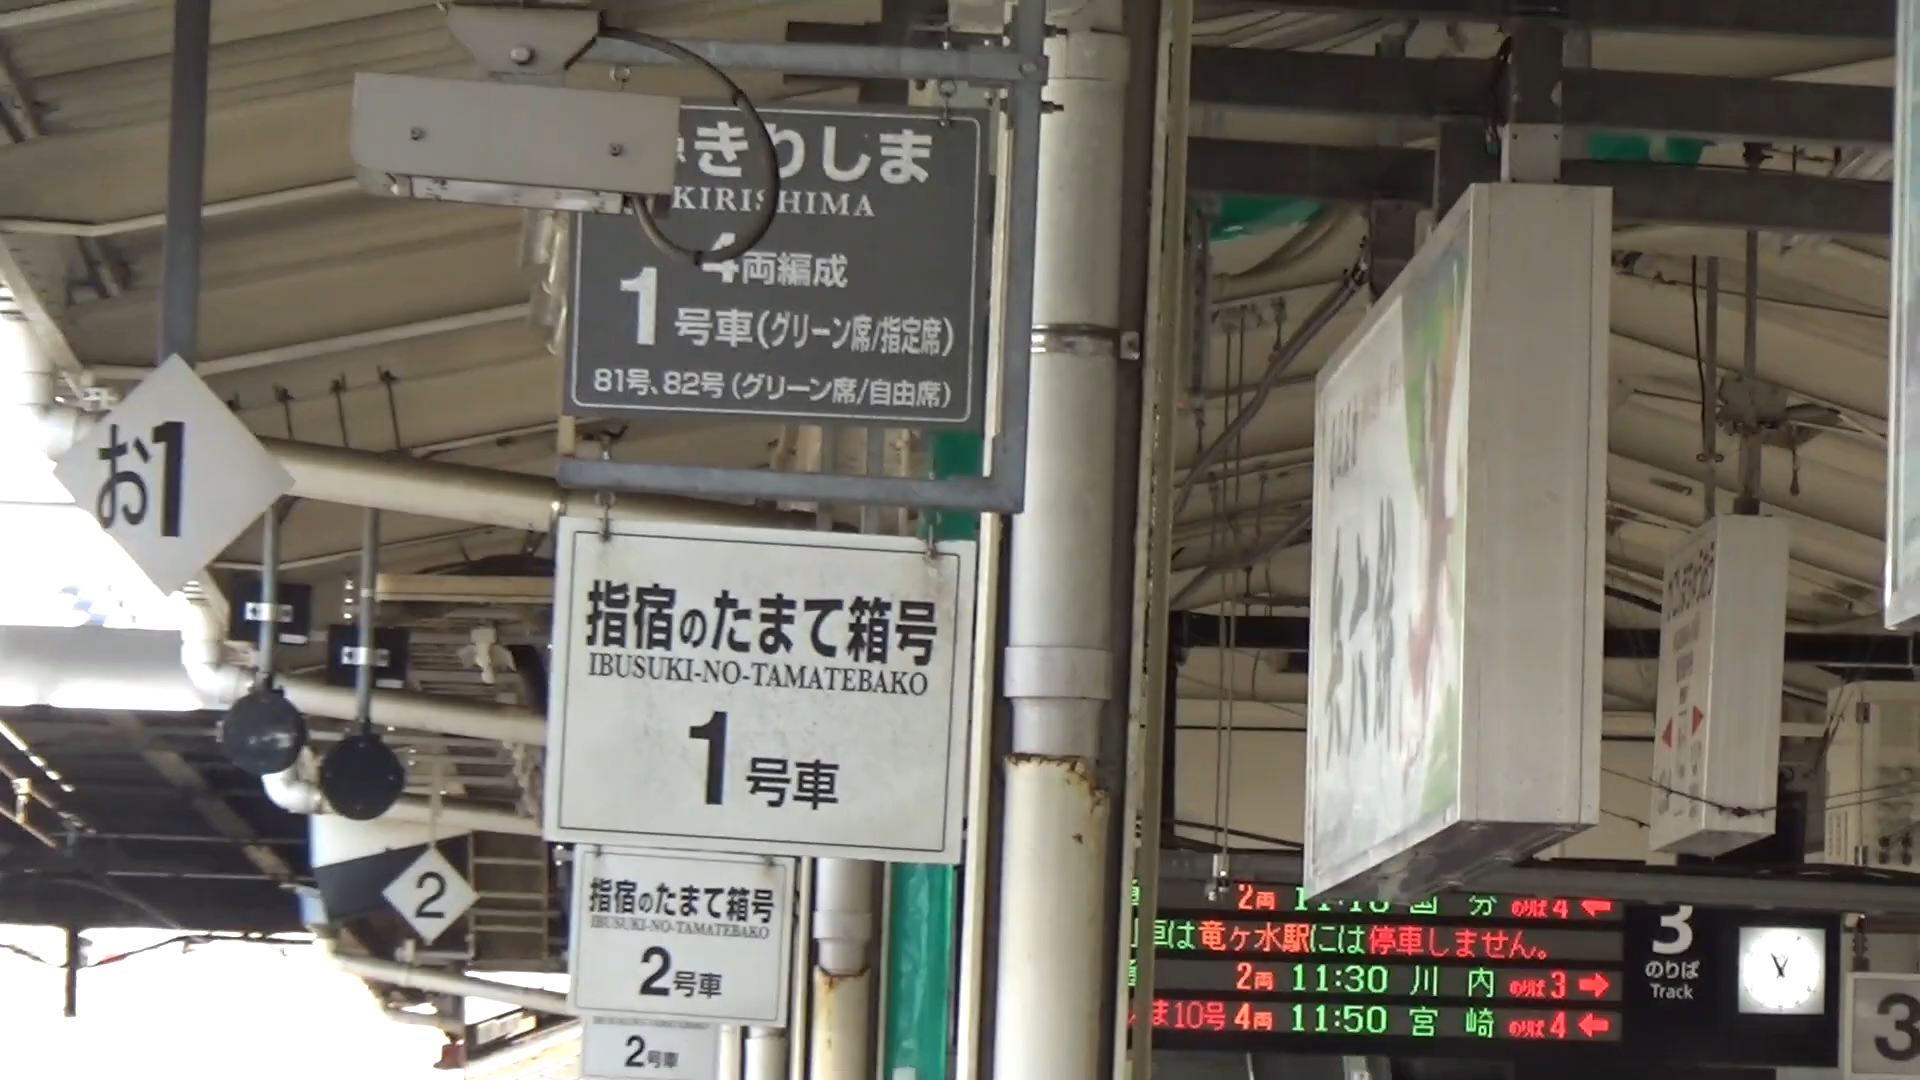 きりしま
KIRISHIMA
4両編成
1号車(グリーン席/指定席)
81号、82号(グリーン席/自由席)
お1
指宿のたまて箱号
IBUSUKI-NO-TAMATEBAKO
1号車
2
指宿のたまて箱号
IBUSUKI-NO-TAMATEBAKO
2号車
2号車
2両 国分 のりば4 ←
車は竜ヶ水駅には停車しません。
2両 11:30 川内 のりば3 →
ま10号 4両 11:50 宮崎 のりば4 ←
3
のりば
Track
3